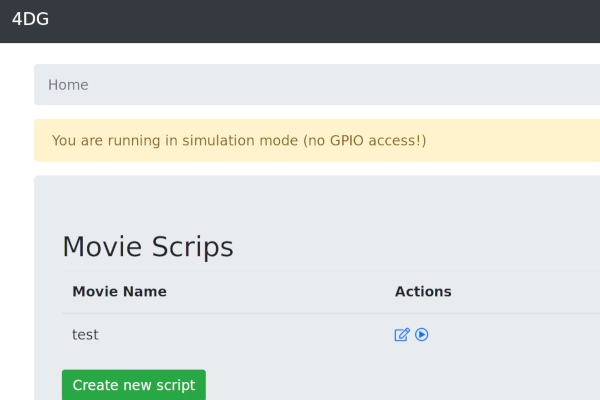 4DG
Home
You are running in simulation mode (no GPIO access!)
Movie Scrips
Movie Name Actions
test
Create new script